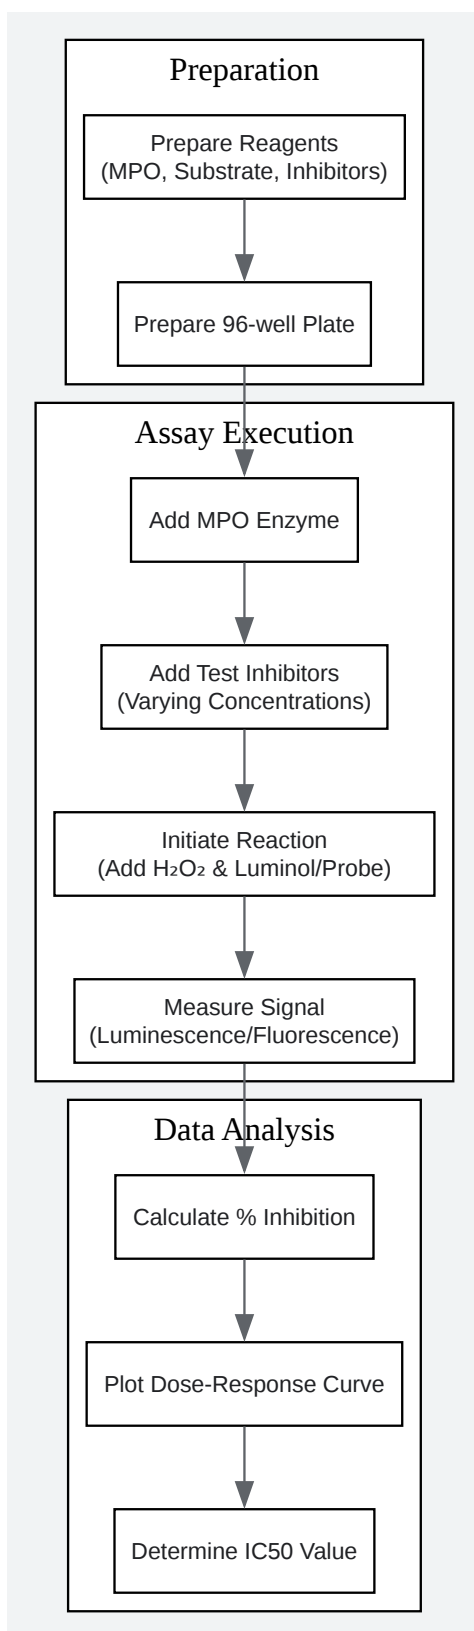 Preparation
Prepare Reagents
(MPO, Substrate, Inhibitors)
Prepare 96-well Plate
Assay Execution
Add MPO Enzyme
Add Test Inhibitors
(Varying Concentrations)
Initiate Reaction
(Add H₂O₂ & Luminol/Probe)
Measure Signal
(Luminescence/Fluorescence)
Data Analysis
Calculate % Inhibition
Plot Dose-Response Curve
Determine IC50 Value